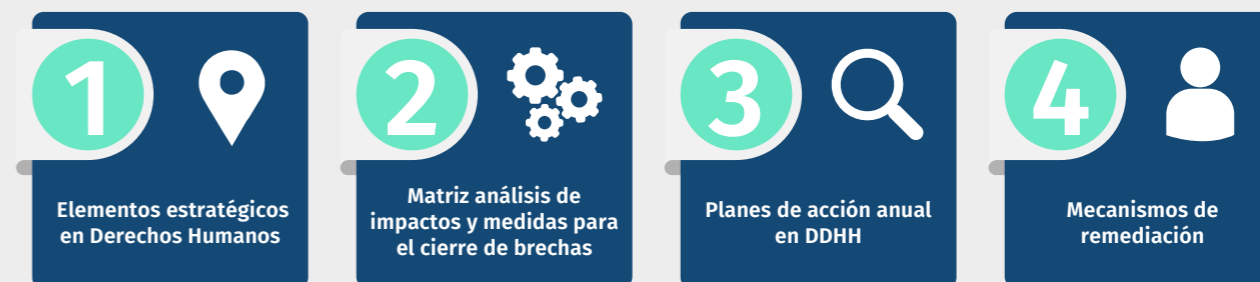 1
Elementos estratégicos
en Derechos Humanos
2
Matriz análisis de
impactos y medidas para
el cierre de brechas
3
Planes de acción anual
en DDHH
4
Mecanismos de
remediación